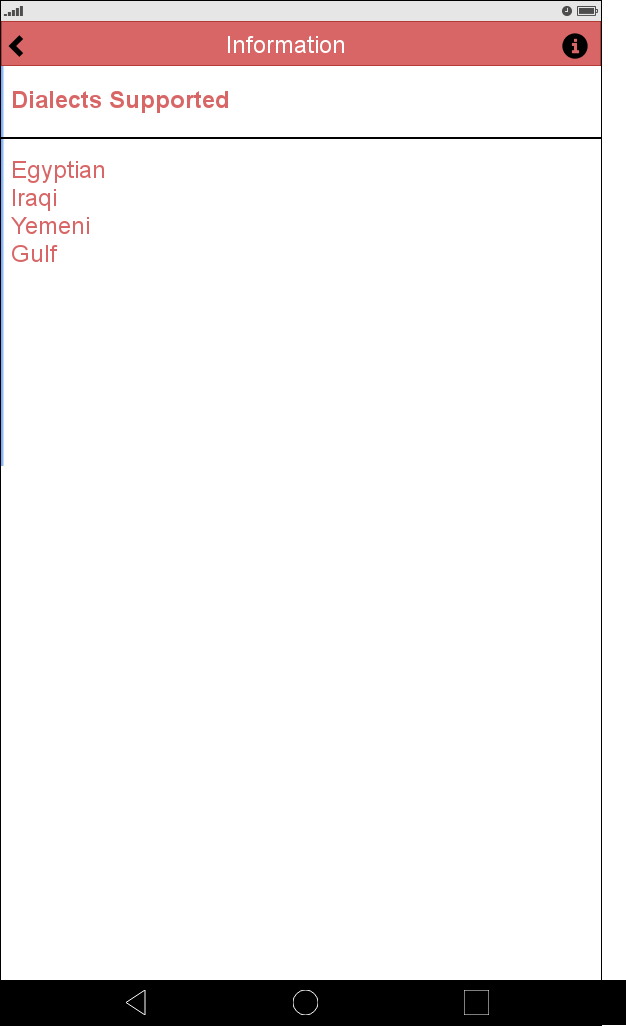 Information
Dialects Supported
Egyptian
Iraqi
Yemeni
Gulf